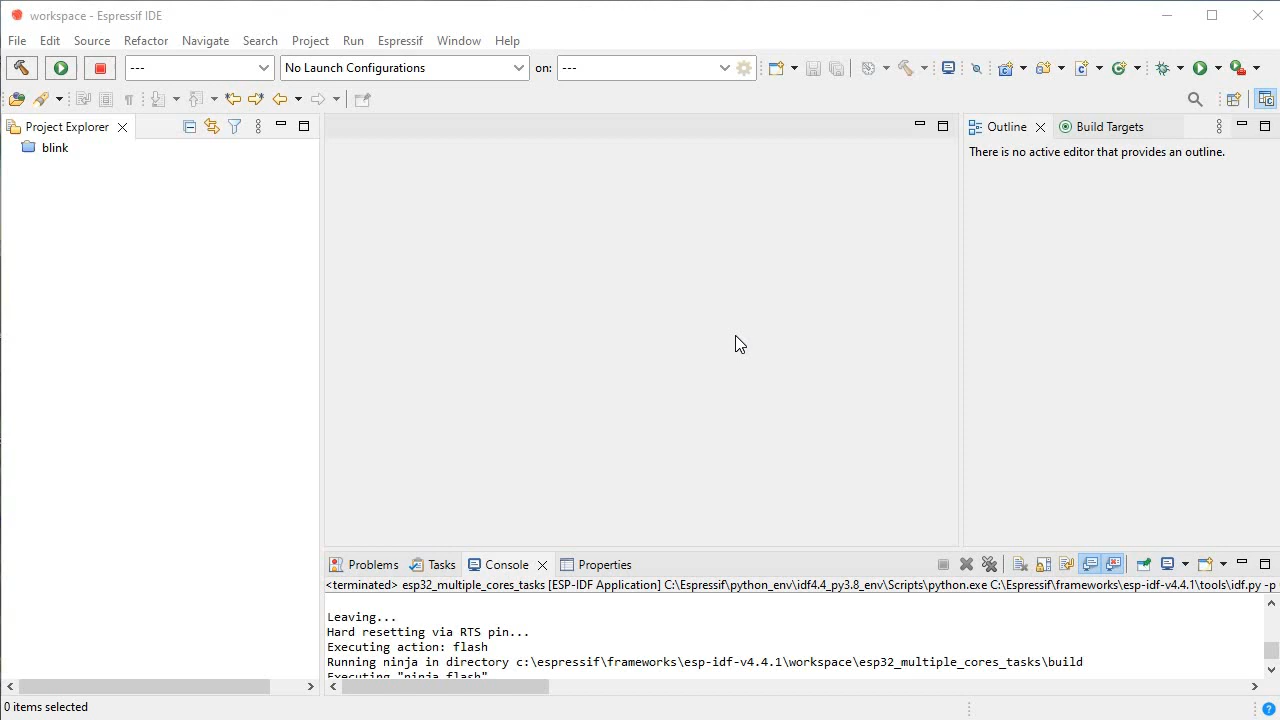 workspace - Espressif IDE
File Edit Source Refactor Navigate Search Project Run Espressif Window Help
--- No Launch Configurations on: ---
Project Explorer
Outline Build Targets
blink
There is no active editor that provides an outline.
Problems Tasks Console Properties
<terminated> esp32_multiple_cores_tasks [ESP-IDF Application] C:\Espressif\python_env\idf4.4_py3.8_env\Scripts\python.exe C:\Espressif\frameworks\esp-idf-v4.4.1\tools\idf.py -p
Leaving...
Hard resetting via RTS pin...
Executing action: flash
Running ninja in directory c:\espressif\frameworks\esp-idf-v4.4.1\workspace\esp32_multiple_cores_tasks\build
Executing "ninja flash"
0 items selected